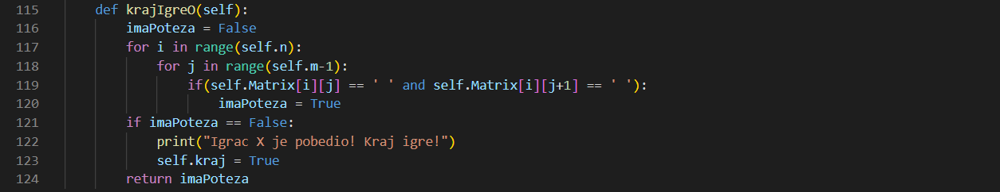 115 def krajIgreO(self):
116 imaPoteza = False
117 for i in range(self.n):
118 for j in range(self.m-1):
119 if(self.Matrix[i][j] == ' ' and self.Matrix[i][j+1] == ' '):
120 imaPoteza = True
121 if imaPoteza == False:
122 print("Igrac X je pobedio! Kraj igre!")
123 self.kraj = True
124 return imaPoteza